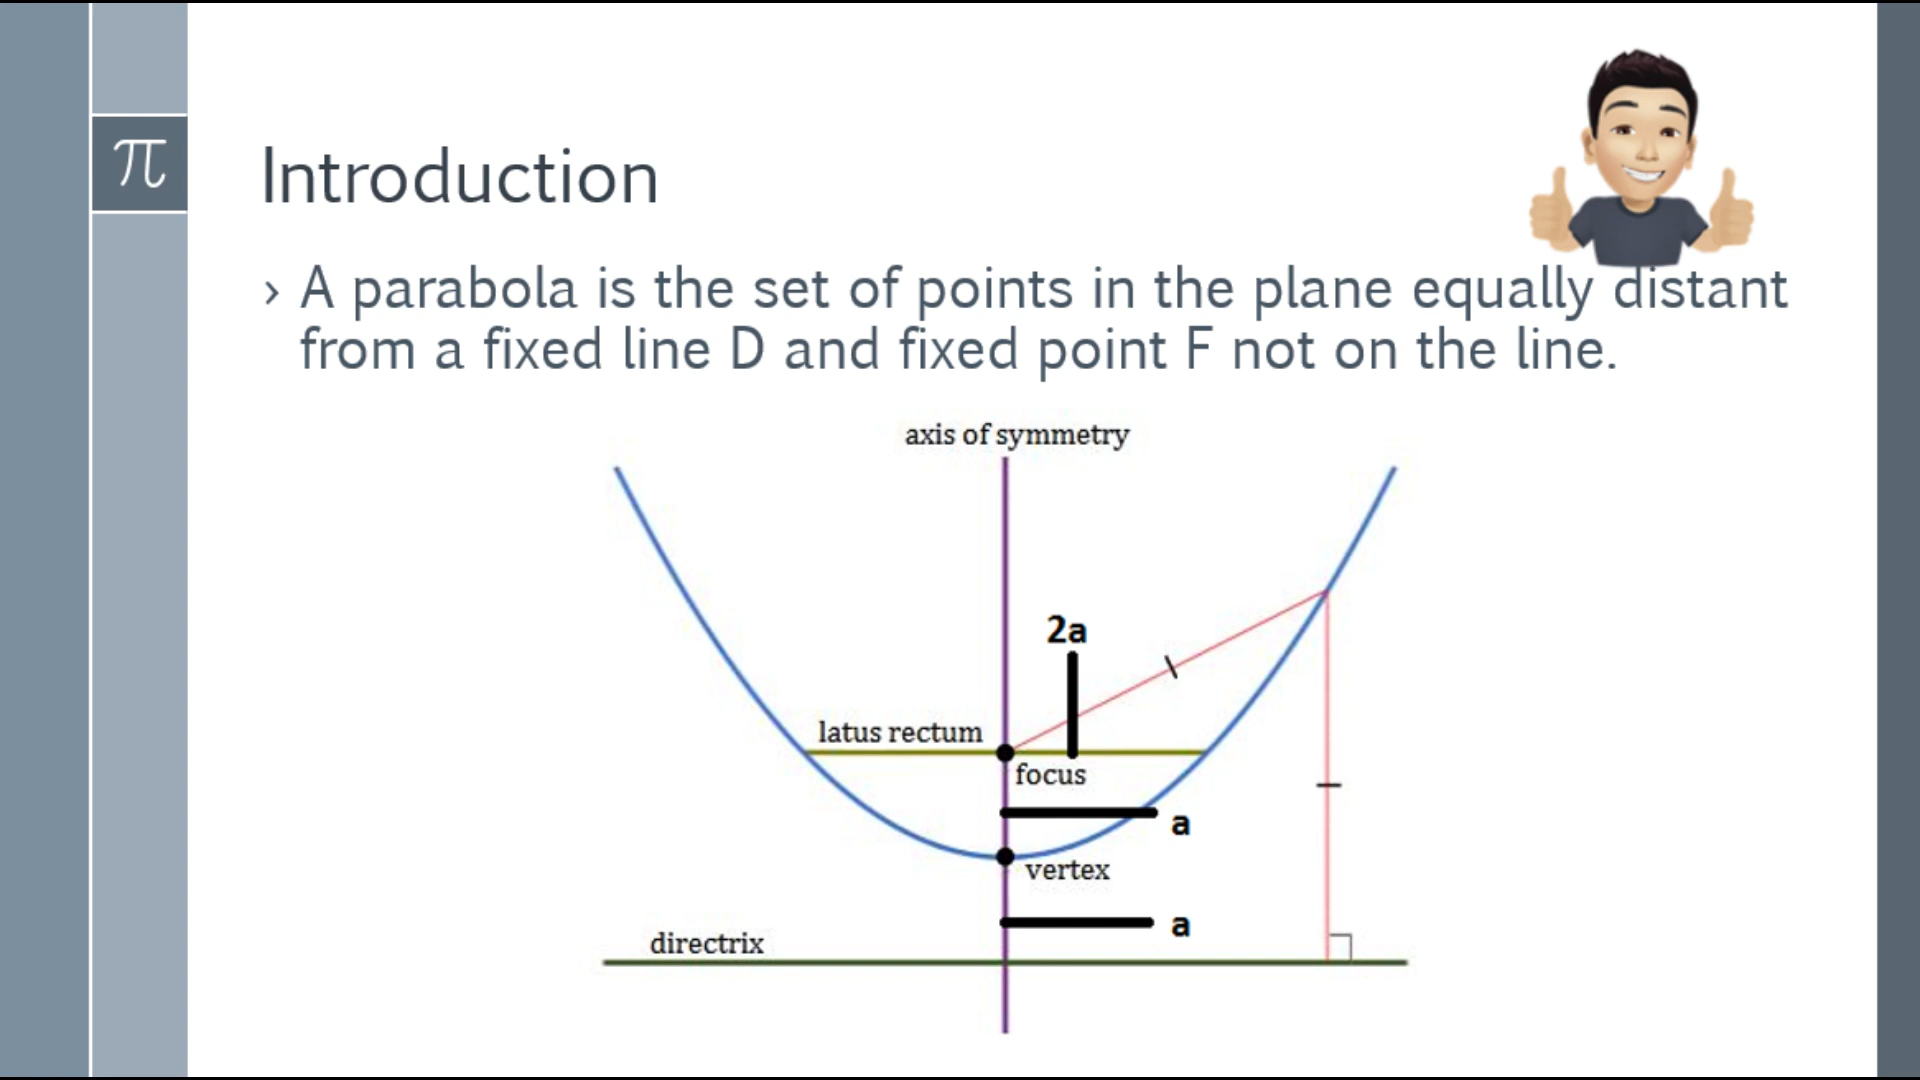 π
Introduction
› A parabola is the set of points in the plane equally distant
from a fixed line D and fixed point F not on the line.
axis of symmetry
2a
latus rectum
focus
a
vertex
a
directrix